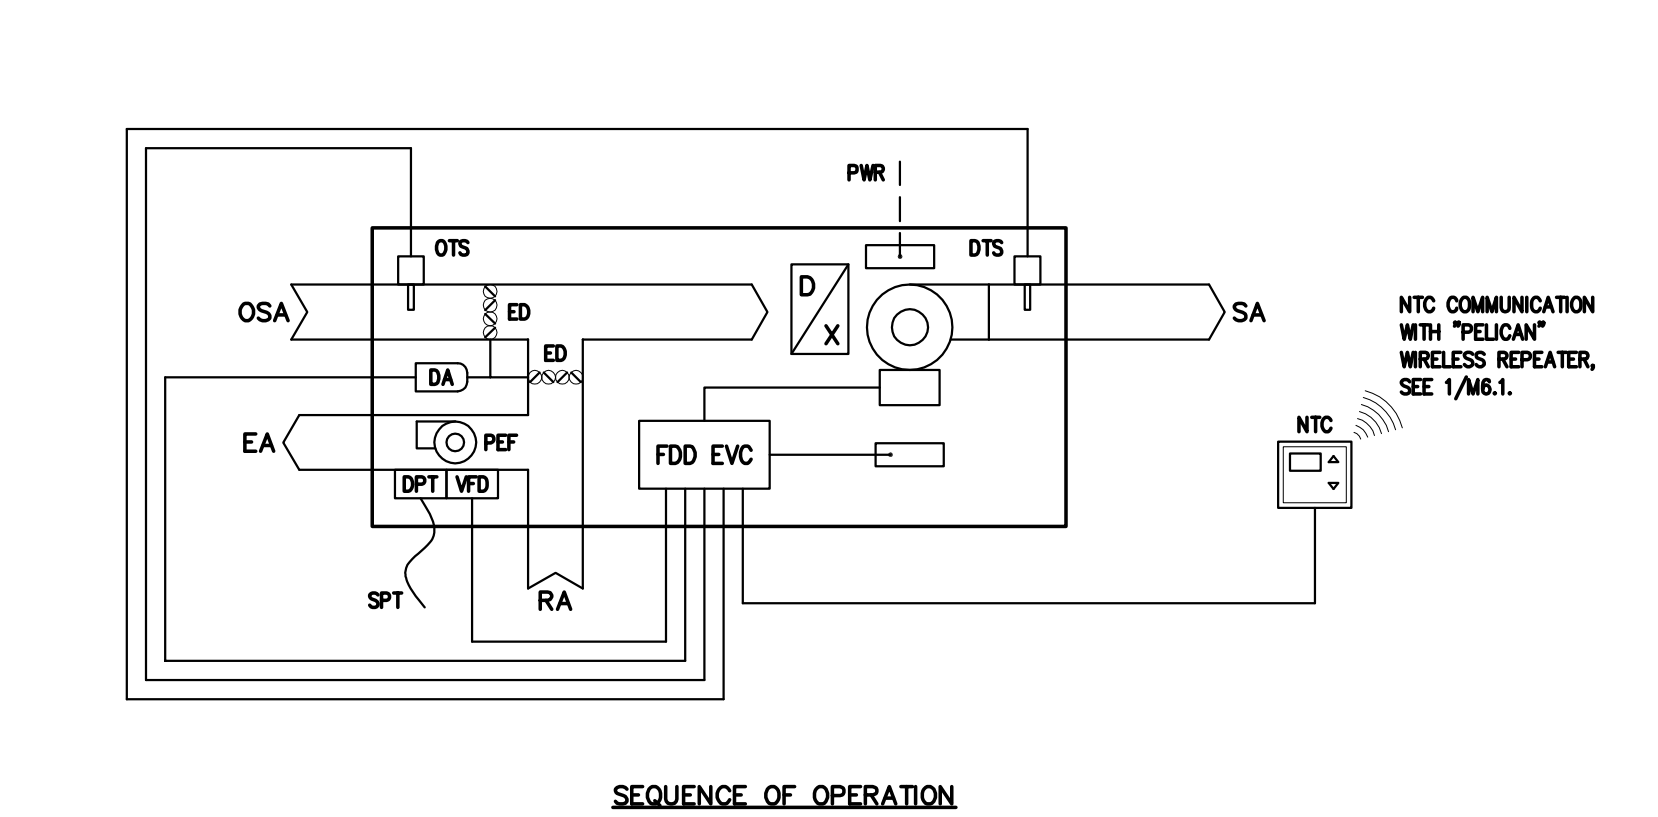 PWR
OTS
DTS
D
X
OSA
ED
SA
NTC COMMUNICATION
WITH "PELICAN"
WIRELESS REPEATER,
SEE 1/M6.1.
ED
DA
NTC
EA
PEF
FDD EVC
DPT
VFD
SPT
RA
SEQUENCE OF OPERATION